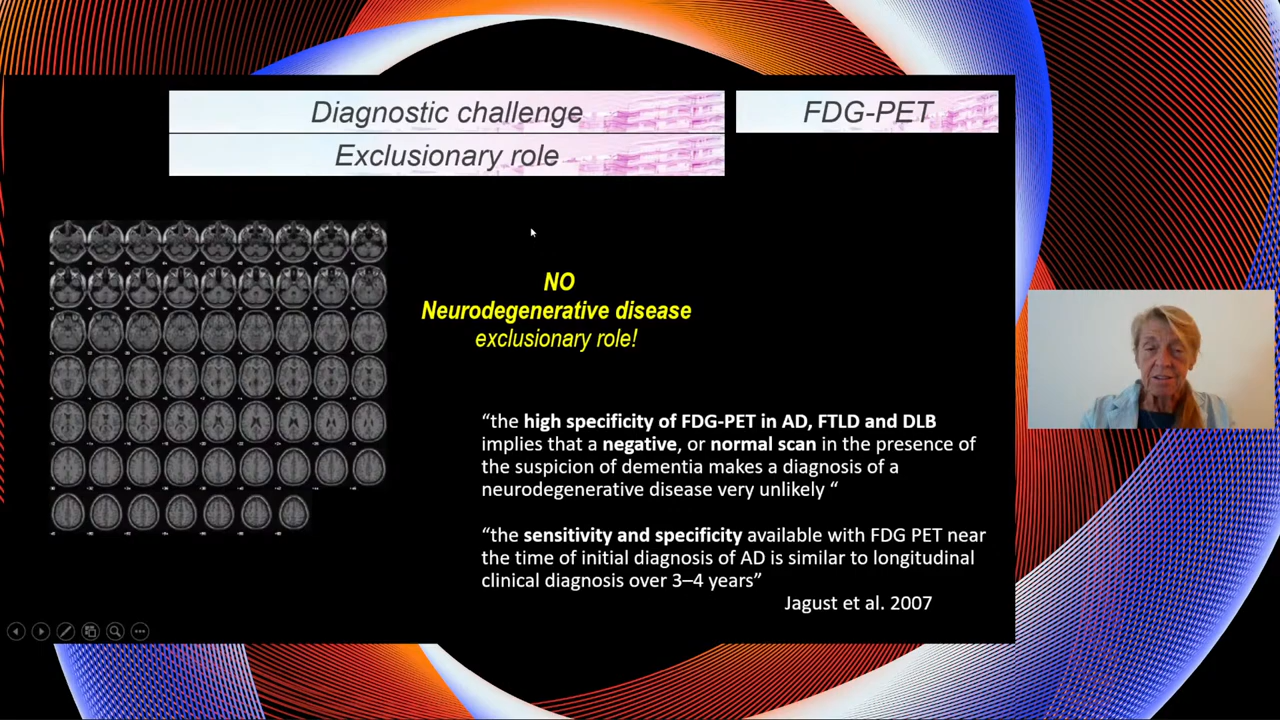 Diagnostic challenge
FDG-PET
Exclusionary role
NO
Neurodegenerative disease
exclusionary role!
“the high specificity of FDG-PET in AD, FTLD and DLB
implies that a negative, or normal scan in the presence of
the suspicion of dementia makes a diagnosis of a
neurodegenerative disease very unlikely “
“the sensitivity and specificity available with FDG PET near
the time of initial diagnosis of AD is similar to longitudinal
clinical diagnosis over 3–4 years”
Jagust et al. 2007